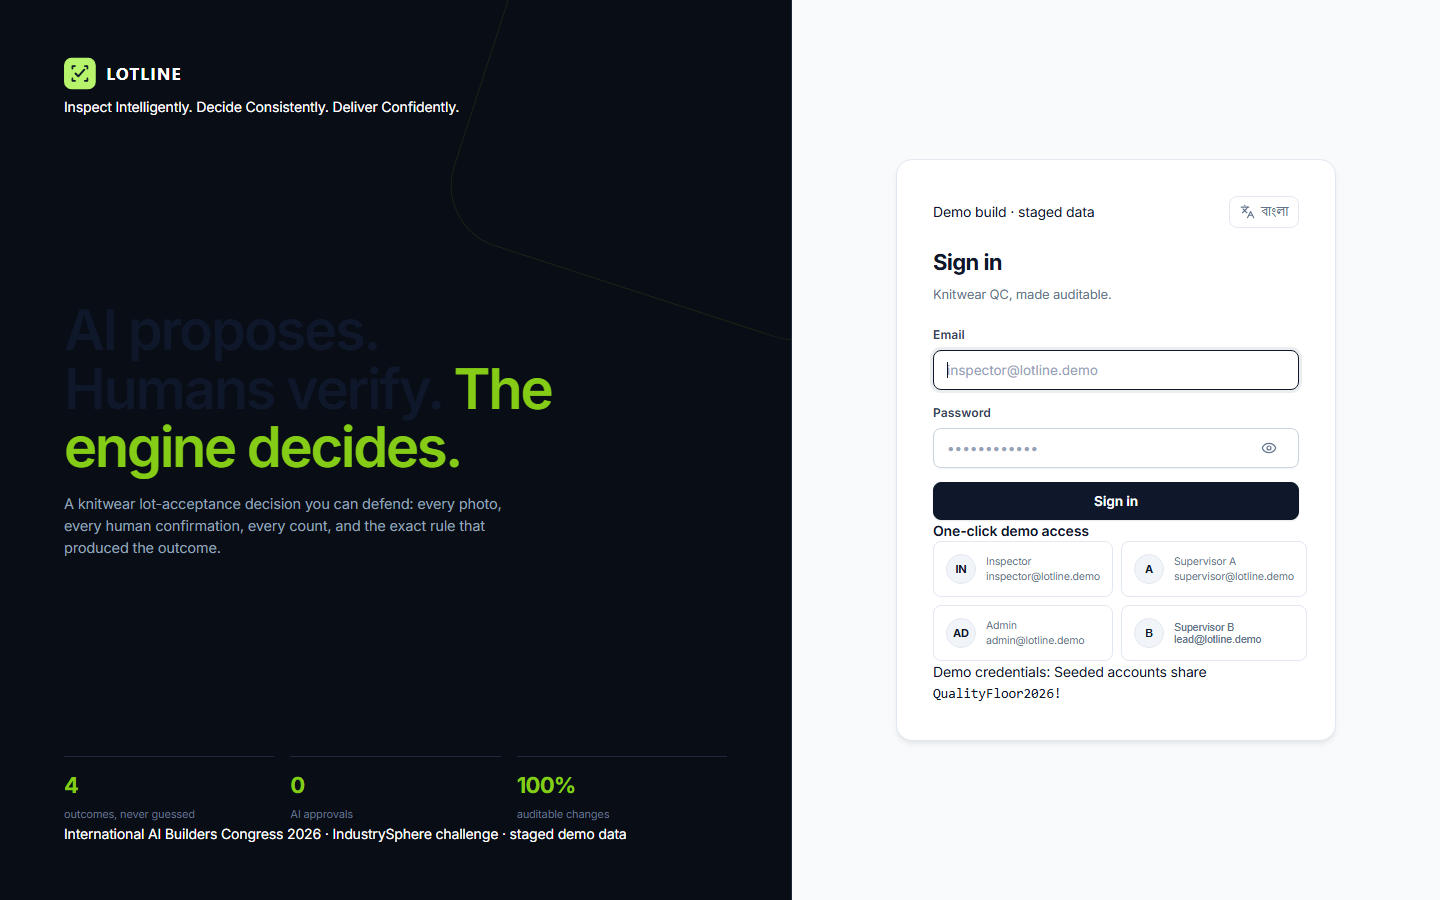 LOTLINE
Inspect Intelligently. Decide Consistently. Deliver Confidently.
AI proposes.
Humans verify. The
engine decides.
A knitwear lot-acceptance decision you can defend: every photo,
every human confirmation, every count, and the exact rule that
produced the outcome.
4
outcomes, never guessed
0
AI approvals
100%
auditable changes
International AI Builders Congress 2026 · IndustrySphere challenge · staged demo data
Demo build · staged data
বাংলা
Sign in
Knitwear QC, made auditable.
Email
inspector@lotline.demo
Password
••••••••••••
Sign in
One-click demo access
IN
Inspector
inspector@lotline.demo
A
Supervisor A
supervisor@lotline.demo
AD
Admin
admin@lotline.demo
B
Supervisor B
lead@lotline.demo
Demo credentials: Seeded accounts share
QualityFloor2026!